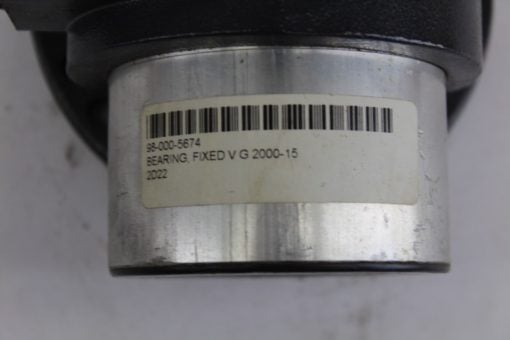 98-000-5674
BEARING, FIXED V G 2000-15
2D22